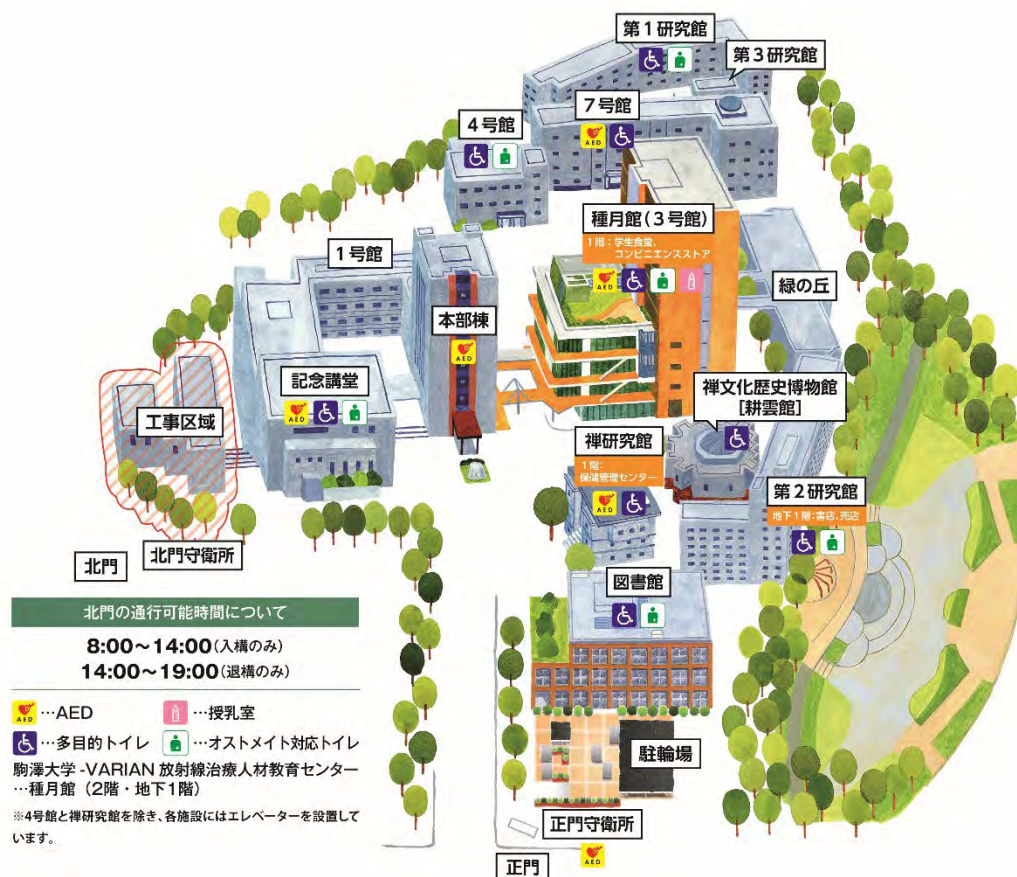 第1研究館
第3研究館
7号館
AED
4号館
種月館(3号館)
1階:学生食堂、
コンビニエンスストア
AED
1号館
緑の丘
本部棟
AED
禅文化歴史博物館
[耕雲館]
記念講堂
AED
工事区域
禅研究館
1階:
保健管理センター
AED
第2研究館
地下1階:書店、売店
北門守衛所
北門
図書館
北門の通行可能時間について
8:00〜14:00(入構のみ)
14:00〜19:00(退構のみ)
AED …AED
…授乳室
…多目的トイレ
…オストメイト対応トイレ
駒澤大学-VARIAN 放射線治療人材教育センター
…種月館(2階・地下1階)
※4号館と禅研究館を除き、各施設にはエレベーターを設置して
います。
駐輪場
正門守衛所
正門
AED